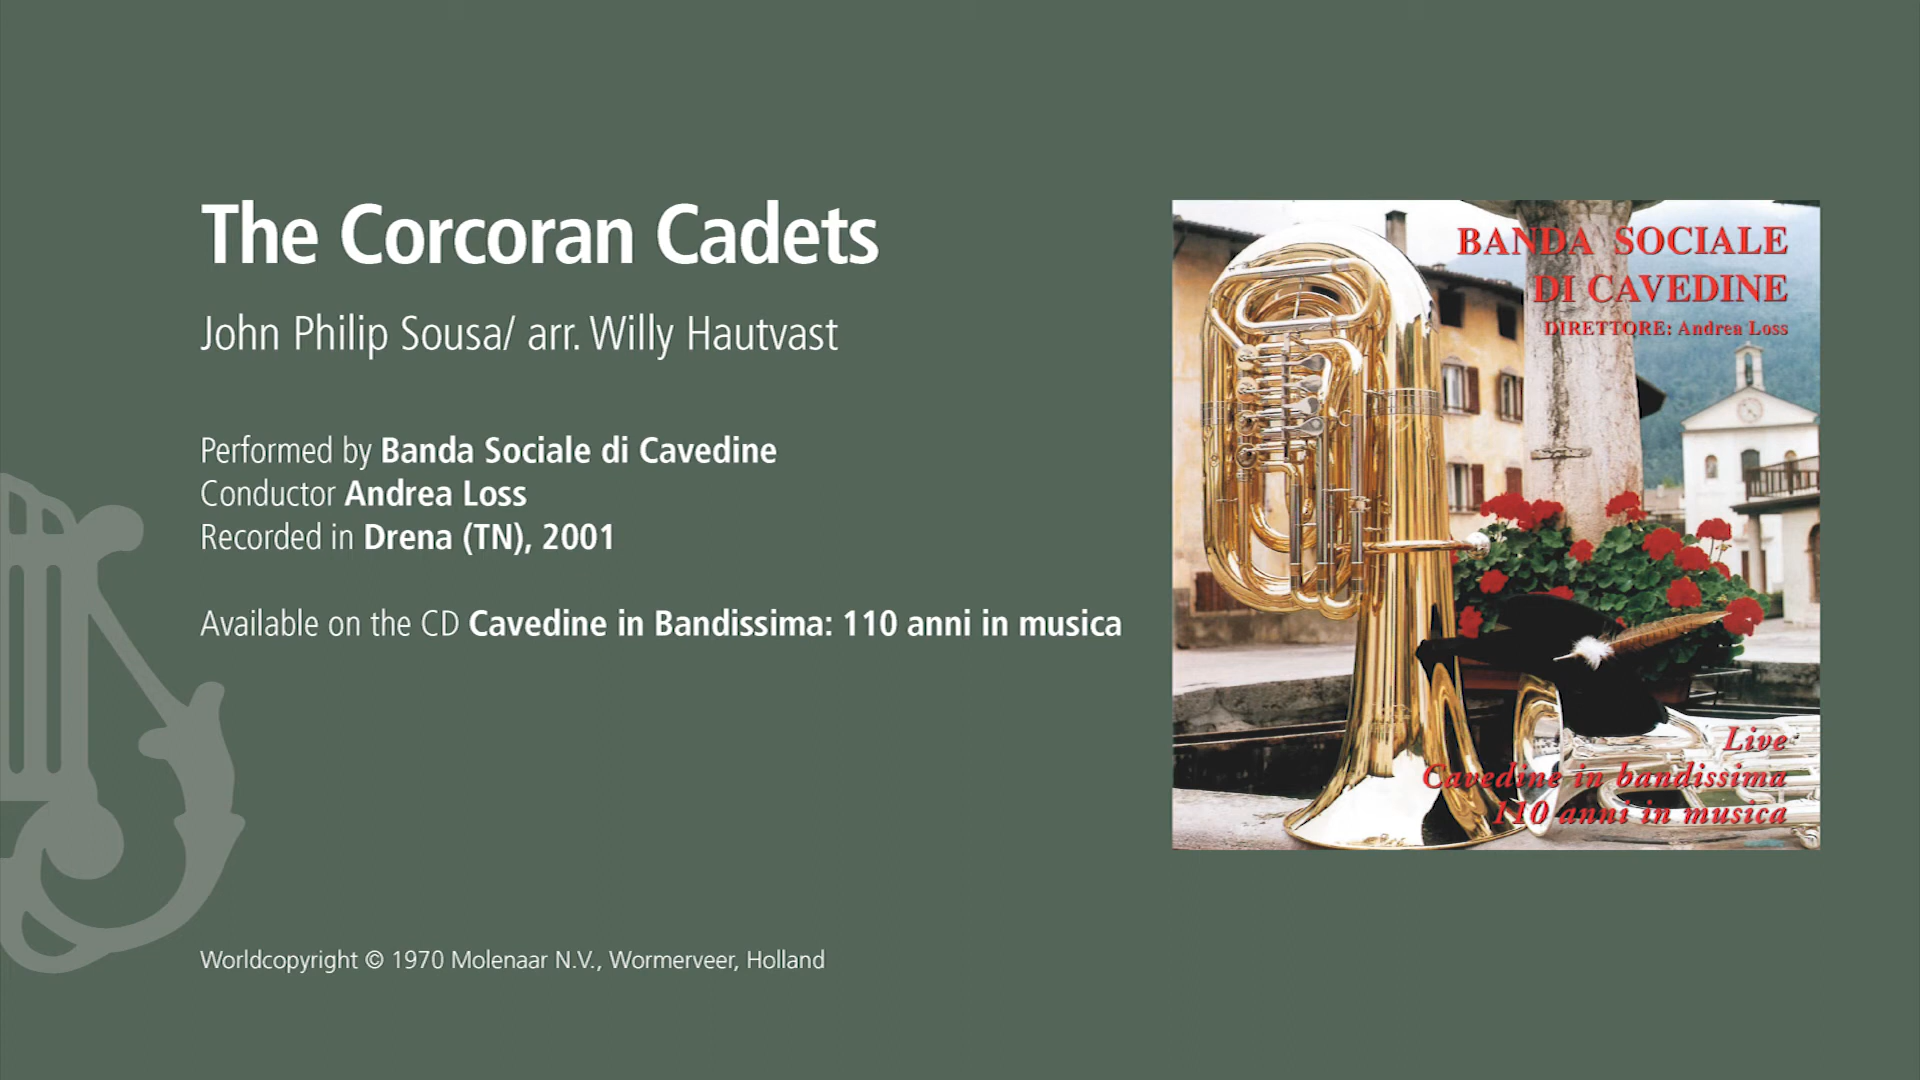 The Corcoran Cadets
John Philip Sousa/ arr. Willy Hautvast
Performed by Banda Sociale di Cavedine
Conductor Andrea Loss
Recorded in Drena (TN), 2001
Available on the CD Cavedine in Bandissima: 110 anni in musica
Worldcopyright © 1970 Molenaar N.V., Wormerveer, Holland
BANDA SOCIALE
DI CAVEDINE
DIRETTORE: Andrea Loss
Live
Cavedine in bandissima
110 anni in musica